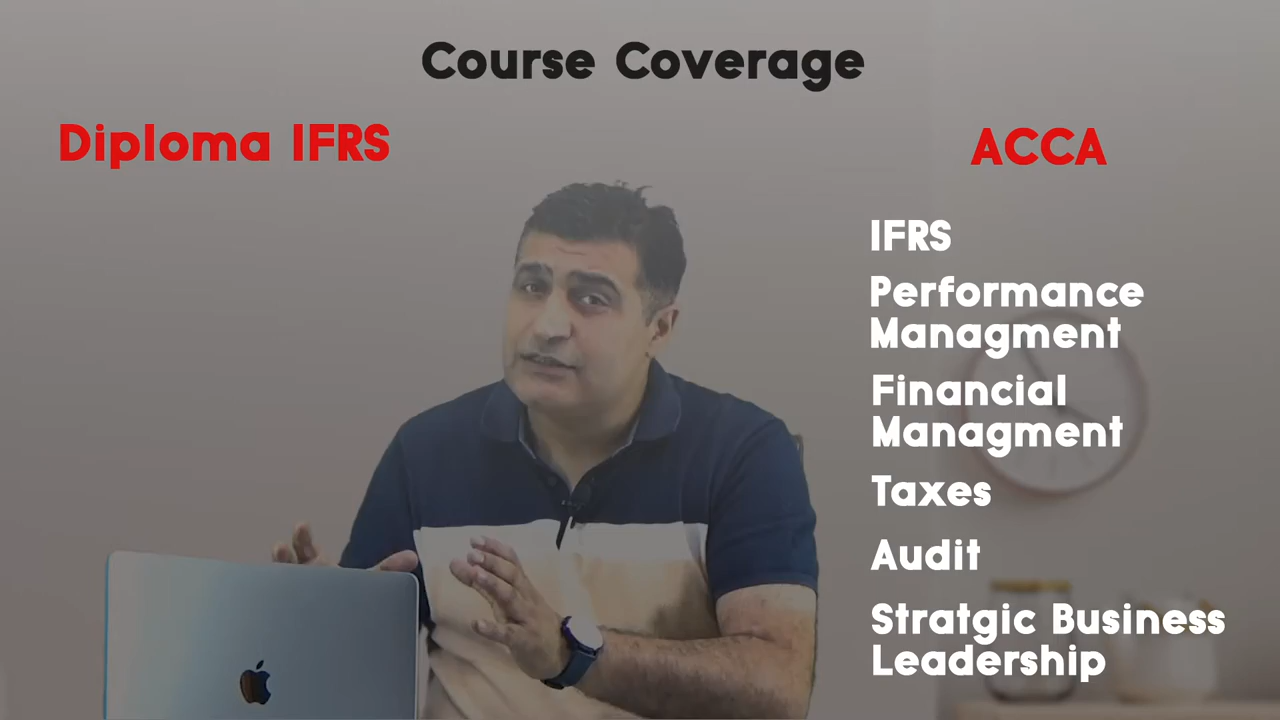 Course Coverage
Diploma IFRS
ACCA
IFRS
Performance
Managment
Financial
Managment
Taxes
Audit
Stratgic Business
Leadership